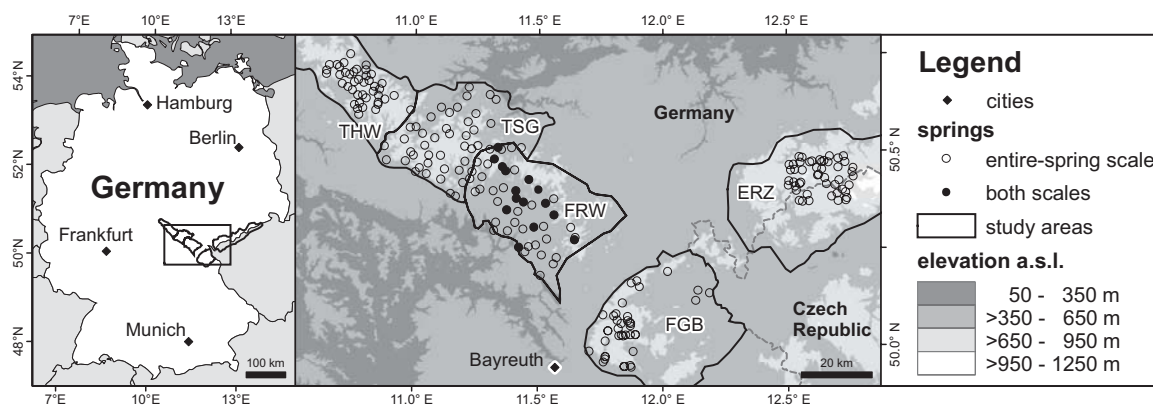 7°E 10°E 13°E
11.0°E 11.5°E 12.0°E 12.5°E
54°N
52°N
50°N
48°N
Hamburg
Berlin
Germany
Frankfurt
Munich
100 km
7°E 10°E 13°E
THW
TSG
Germany
FRW
ERZ
FGB
Czech
Republic
Bayreuth
20 km
50.5°N
50.0°N
11.0°E 11.5°E 12.0°E 12.5°E
Legend
cities
springs
entire-spring scale
both scales
study areas
elevation a.s.l.
50 - 350 m
>350 - 650 m
>650 - 950 m
>950 - 1250 m